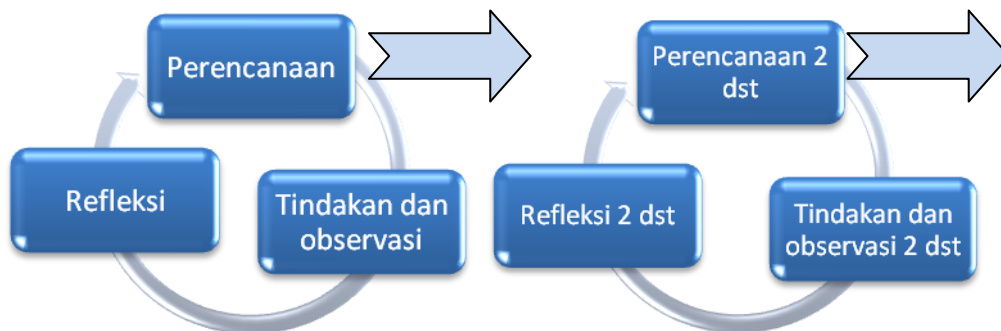 Perencanaan
Tindakan dan
observasi
Refleksi
Perencanaan 2
dst
Tindakan dan
observasi 2 dst
Refleksi 2 dst